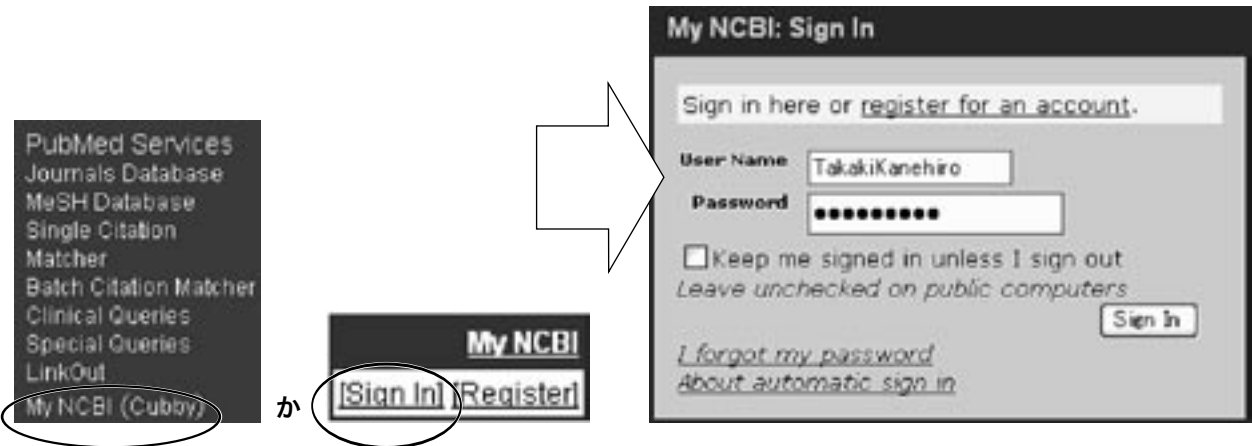 PubMed Services
Journals Database
MeSH Database
Single Citation
Matcher
Batch Citation Matcher
Clinical Queries
Special Queries
LinkOut
My NCBI (Cubby)
か
My NCBI
[Sign In] [Register]
My NCBI: Sign In
Sign in here or register for an account.
User Name TakakiKanehiro
Password •••••••••
Keep me signed in unless I sign out
Leave unchecked on public computers
Sign In
I forgot my password
About automatic sign in